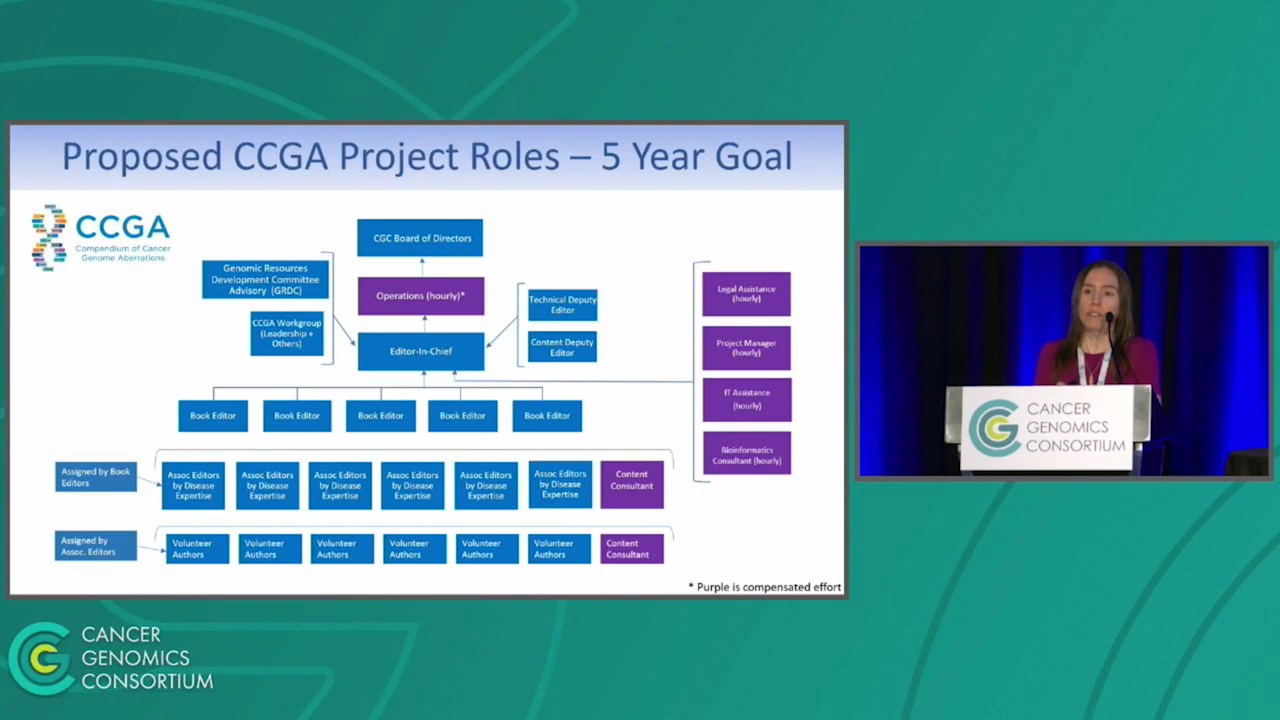 Proposed CCGA Project Roles – 5 Year Goal
CCGA
Compendium of Cancer
Genome Aberrations
CGC Board of Directors
Genomic Resources
Development Committee
Advisory (GRDC)
Operations (hourly)*
CCGA Workgroup
(Leadership +
Others)
Technical Deputy
Editor
Content Deputy
Editor
Editor-In-Chief
Legal Assistance
(hourly)
Project Manager
(hourly)
IT Assistance
(hourly)
Bioinformatics
Consultant (hourly)
Book Editor
Book Editor
Book Editor
Book Editor
Book Editor
Assigned by Book
Editors
Assoc Editors
by Disease
Expertise
Assoc Editors
by Disease
Expertise
Assoc Editors
by Disease
Expertise
Assoc Editors
by Disease
Expertise
Assoc Editors
by Disease
Expertise
Assoc Editors
by Disease
Expertise
Content
Consultant
Assigned by
Assoc. Editors
Volunteer
Authors
Volunteer
Authors
Volunteer
Authors
Volunteer
Authors
Volunteer
Authors
Volunteer
Authors
Content
Consultant
* Purple is compensated effort
CANCER
GENOMICS
CONSORTIUM
CANCER
GENOMICS
CONSORTIUM